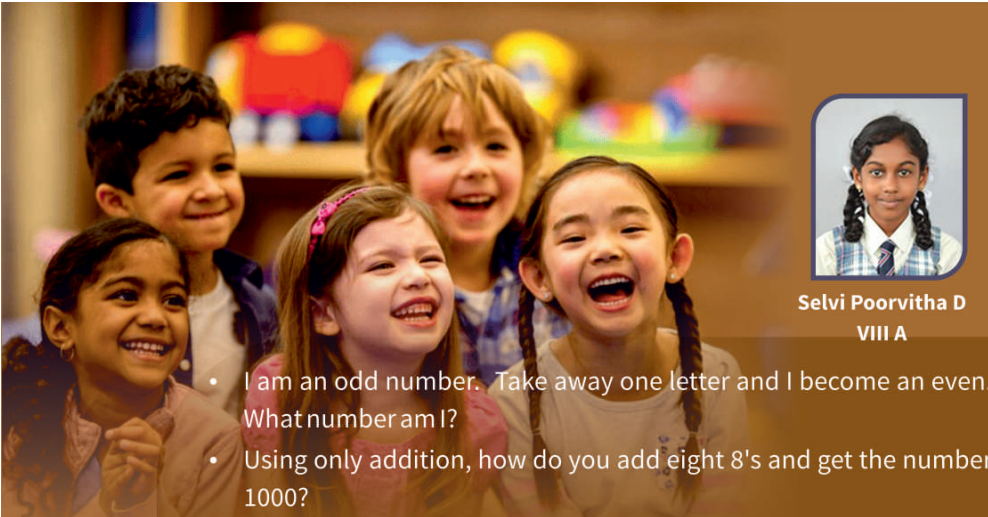 Selvi Poorvitha D
VIII A
• I am an odd number. Take away one letter and I become an even.
What number am I?
• Using only addition, how do you add eight 8's and get the number
1000?